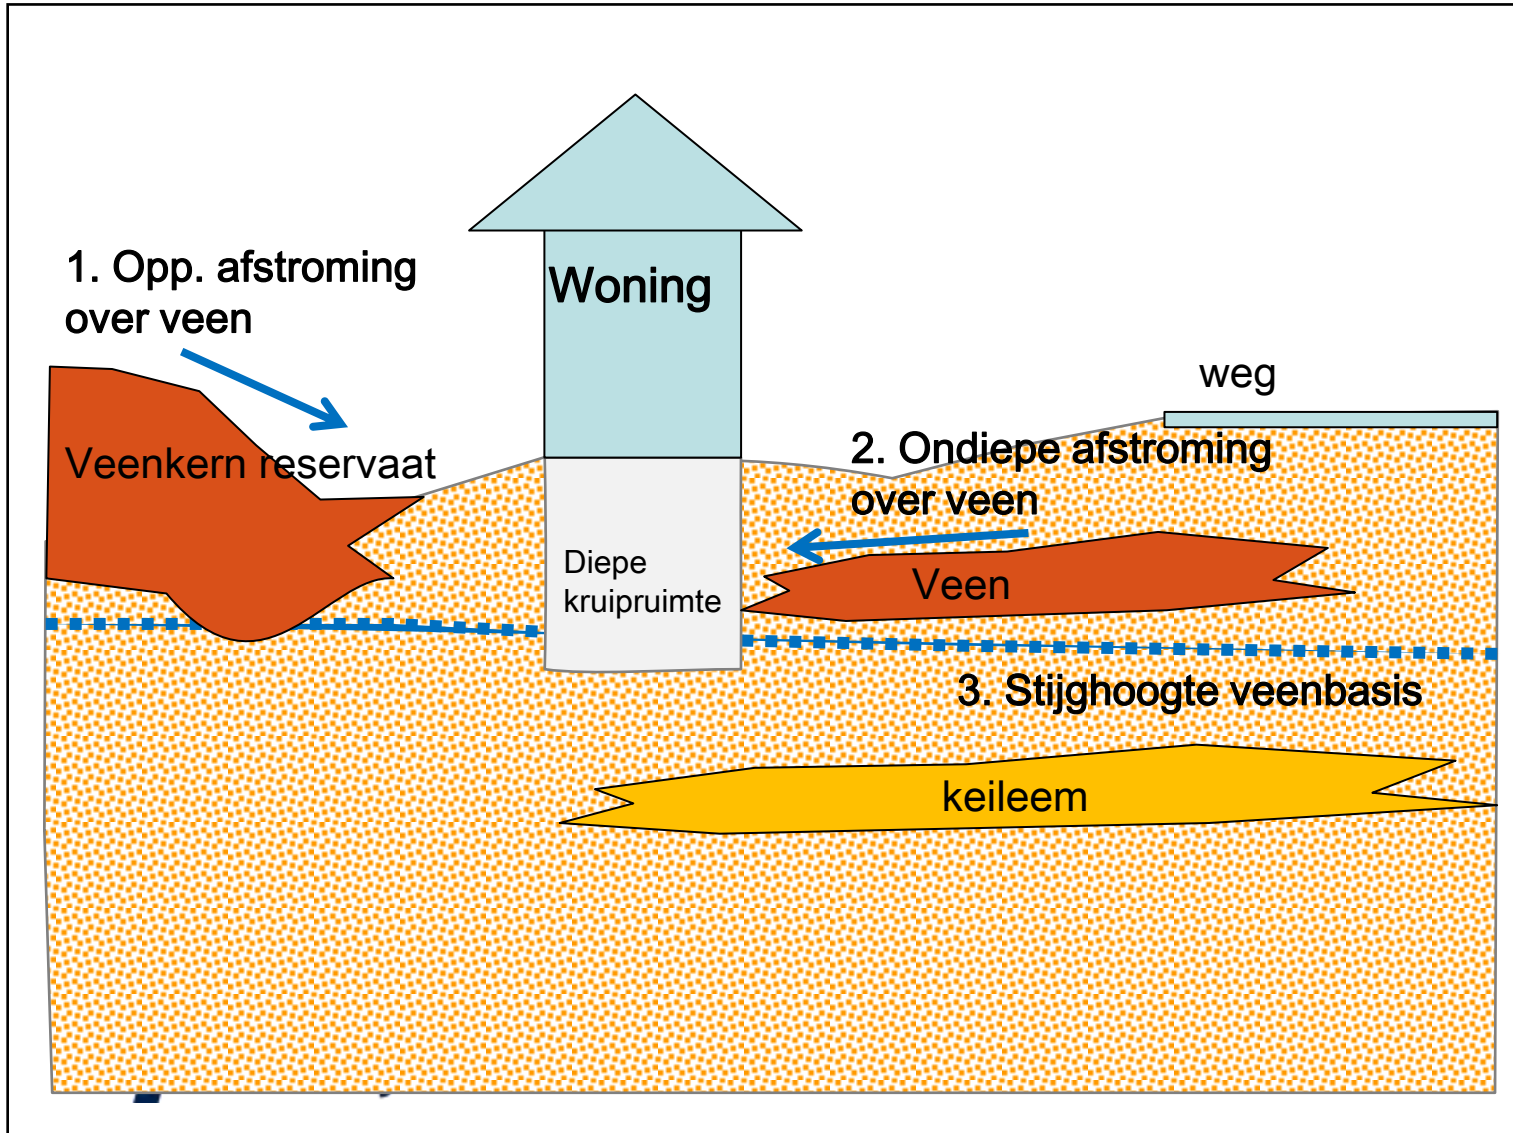 1. Opp. afstroming
over veen
Woning
weg
Veenkern reservaat
2. Ondiepe afstroming
over veen
Diepe
kruipruimte
Veen
3. Stijghoogte veenbasis
keileem